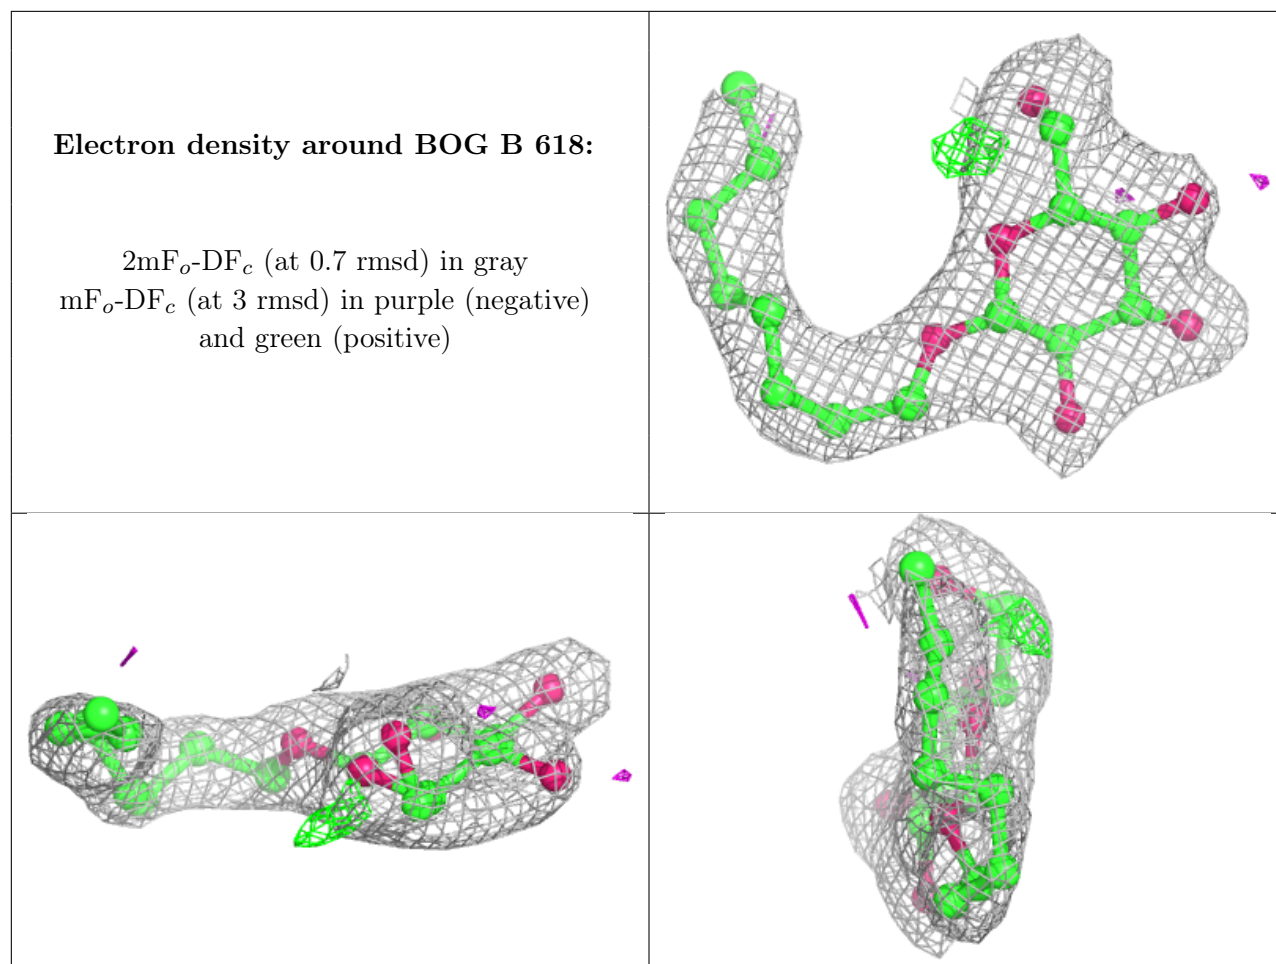 Electron density around BOG B 618:
2mFo-DFc (at 0.7 rmsd) in gray
mFo-DFc (at 3 rmsd) in purple (negative)
and green (positive)